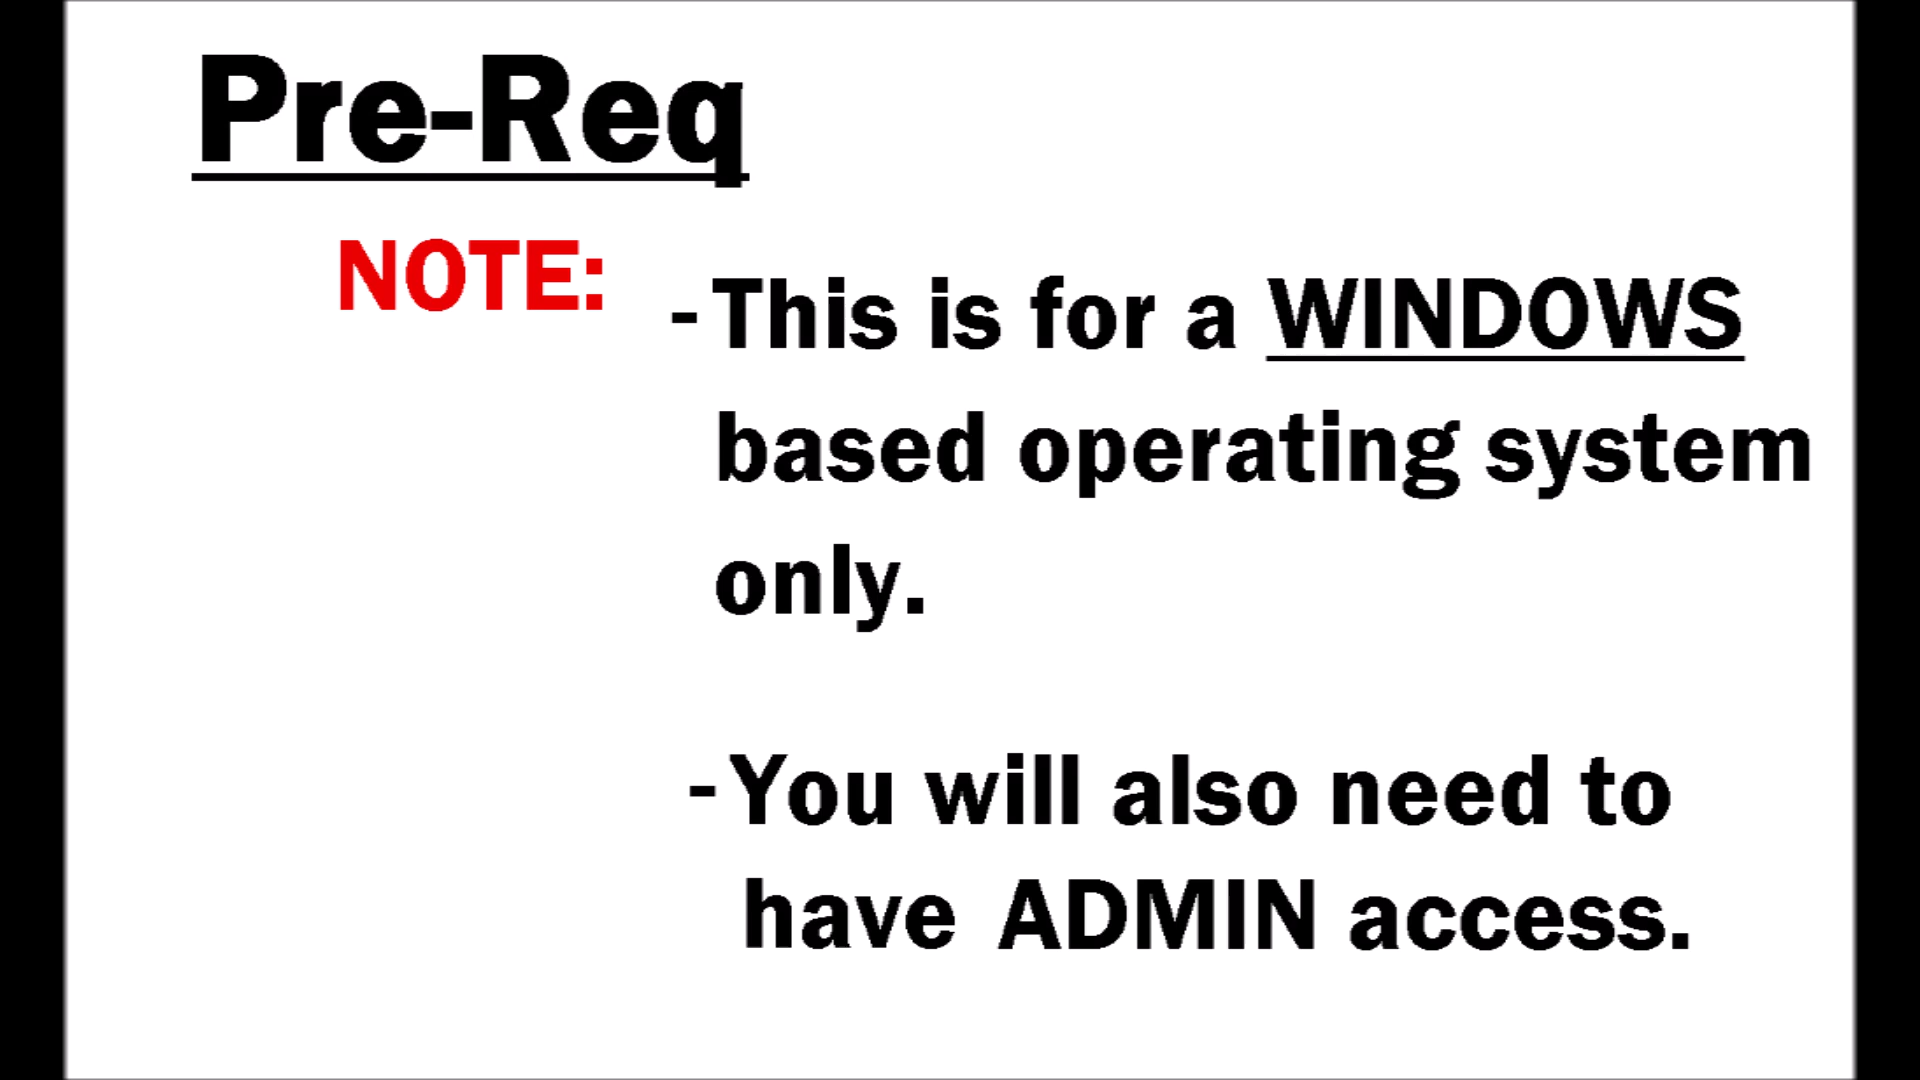 Pre-Req
NOTE:
-This is for a WINDOWS
based operating system
only.
-You will also need to
have ADMIN access.